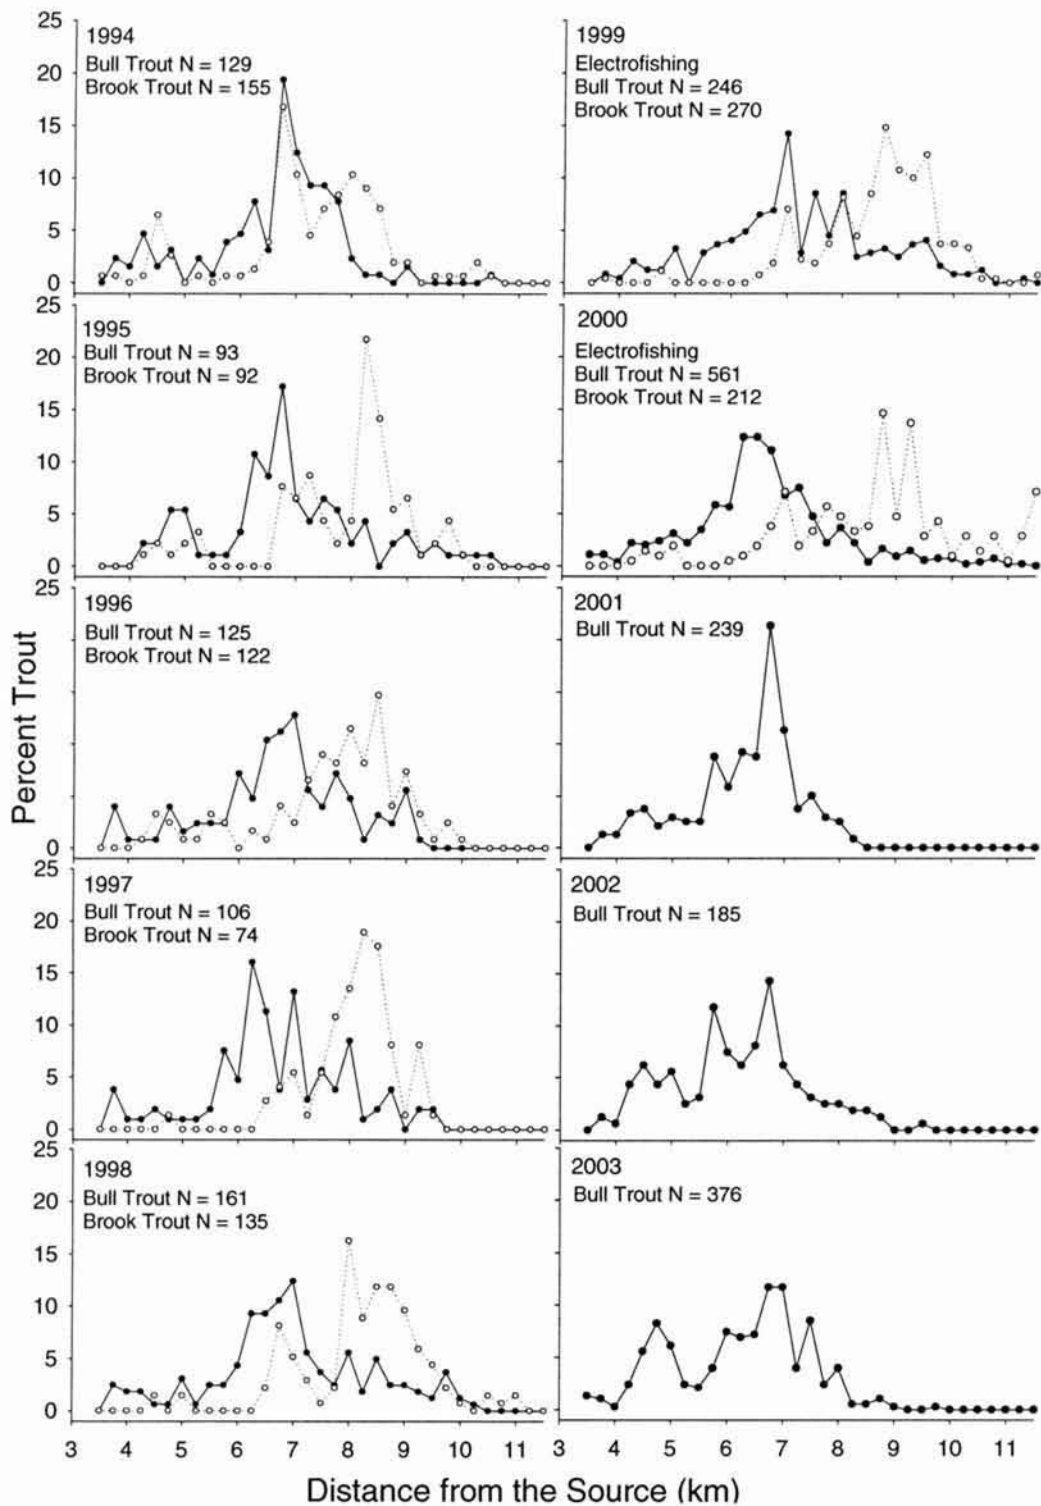 Percent Trout
25
20
15
10
5
0
1994
Bull Trout N = 129
Brook Trout N = 155
1999
Electrofishing
Bull Trout N = 246
Brook Trout N = 270
25
20
15
10
5
0
1995
Bull Trout N = 93
Brook Trout N = 92
2000
Electrofishing
Bull Trout N = 561
Brook Trout N = 212
25
0
1996
Bull Trout N = 125
Brook Trout N = 122
2001
Bull Trout N = 239
25
20
15
10
5
0
1997
Bull Trout N = 106
Brook Trout N = 74
2002
Bull Trout N = 185
25
20
15
10
5
0
1998
Bull Trout N = 161
Brook Trout N = 135
2003
Bull Trout N = 376
3 4 5 6 7 8 9 10 11
3 4 5 6 7 8 9 10 11
Distance from the Source (km)